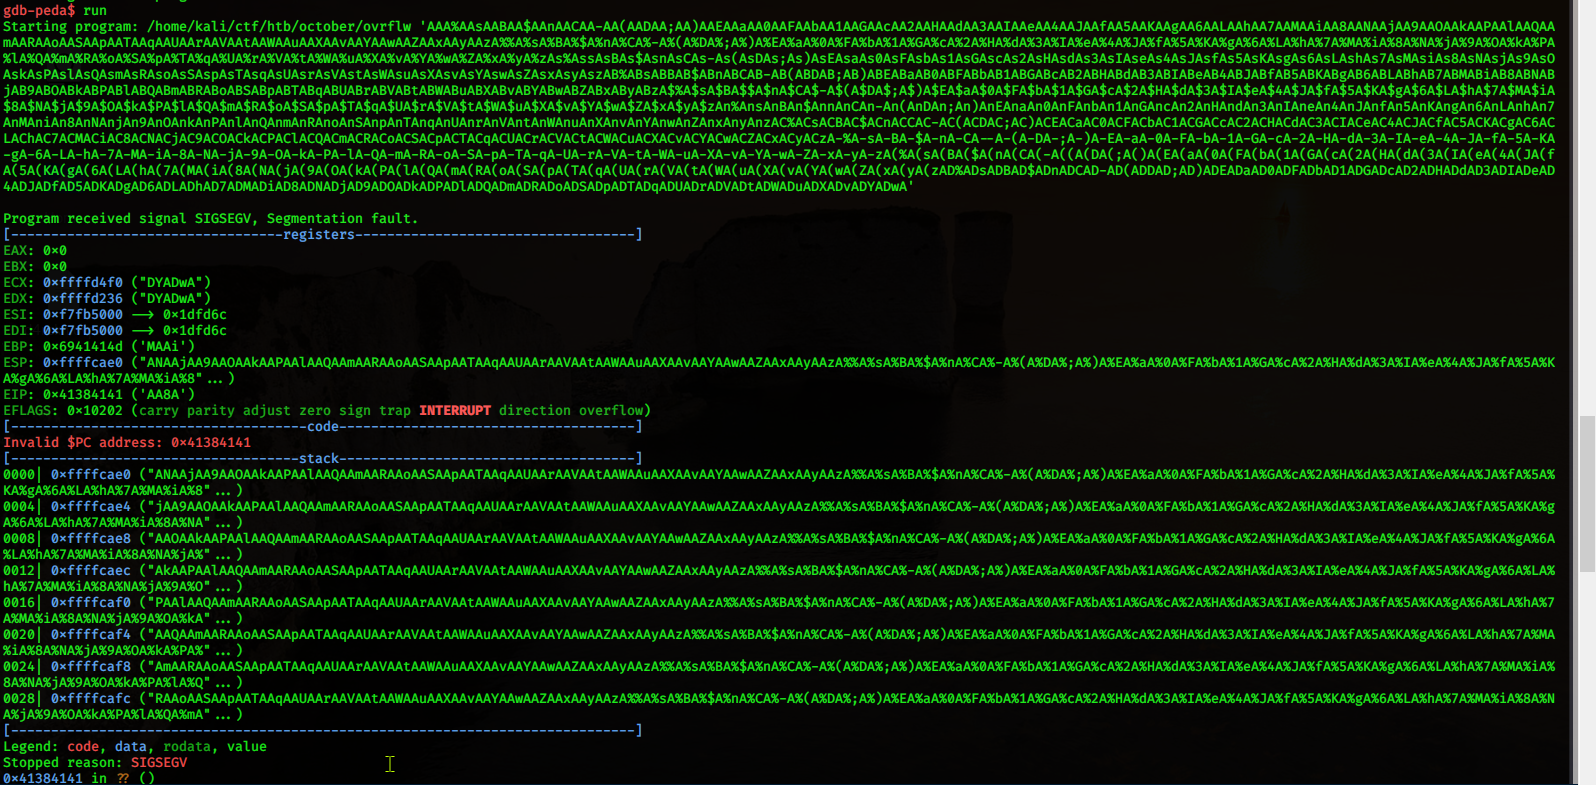 gdb-peda$ run
Starting program: /home/kali/ctf/htb/october/ovrflw 'AAA%AAsAABAA$AAnAACAA-AA(AADAA;AA)AAEAAaAA0AAFAAbAA1AAGAAcAA2AAHAAdAA3AAIAAeAA4AAJAAfAA5AAKAAgAA6AALAAhAA7AAMAAiAA8AANAAjAA9AAOAAkAAPAAlAAQAA
mAARAAoAASAApAATAAqAAUAArAAVAAtAAWAAuAAXAAvAAYAAwAAZAAxAAyAAzA%%A%sA%BA%$A%nA%CA%-A%(A%DA%;A%)A%EA%aA%0A%FA%bA%1A%GA%cA%2A%HA%dA%3A%IA%eA%4A%JA%fA%5A%KA%gA%6A%LA%hA%7A%MA%iA%8A%NA%jA%9A%OA%kA%PA
%lA%QA%mA%RA%oA%SA%pA%TA%qA%UA%rA%VA%tA%WA%uA%XA%vA%YA%wA%ZA%xA%yA%zAs%AssAsBAs$AsnAsCAs-As(AsDAs;As)AsEAsaAs0AsFAsbAs1AsGAscAs2AsHAsdAs3AsIAseAs4AsJAsfAs5AsKAsgAs6AsLAshAs7AsMAsiAs8AsNAsjAs9AsO
AskAsPAslAsQAsmAsRAsoAsSAspAsTAsqAsUAsrAsVAstAsWAsuAsXAsvAsYAswAsZAsxAsyAszAB%ABsABBAB$ABnABCAB-AB(ABDAB;AB)ABEABaAB0ABFABbAB1ABGABcAB2ABHABdAB3ABIABeAB4ABJABfAB5ABKABgAB6ABLABhAB7ABMABiAB8ABNAB
jAB9ABOABkABPABlABQABmABRABoABSABpABTABqABUABrABVABtABWABuABXABvABYABwABZABxAByABzA$%A$sA$BA$$A$nA$CA$-A$(A$DA$;A$)A$EA$aA$0A$FA$bA$1A$GA$cA$2A$HA$dA$3A$IA$eA$4A$JA$fA$5A$KA$gA$6A$LA$hA$7A$MA$iA
$8A$NA$jA$9A$OA$kA$PA$lA$QA$mA$RA$oA$SA$pA$TA$qA$UA$rA$VA$tA$WA$uA$XA$vA$YA$wA$ZA$xA$yA$zAn%AnsAnBAn$AnnAnCAn-An(AnDAn;An)AnEAnaAn0AnFAnbAn1AnGAncAn2AnHAndAn3AnIAneAn4AnJAnfAn5AnKAngAn6AnLAnhAn7
AnMAniAn8AnNAnjAn9AnOAnkAnPAnlAnQAnmAnRAnoAnSAnpAnTAnqAnUAnrAnVAntAnWAnuAnXAnvAnYAnwAnZAnxAnyAnzAC%ACsACBAC$ACnACCAC-AC(ACDAC;AC)ACEACaAC0ACFACbAC1ACGACcAC2ACHACdAC3ACIACeAC4ACJACfAC5ACKACgAC6AC
LAChAC7ACMACiAC8ACNACjAC9ACOACkACPAClACQACmACRACoACSACpACTACqACUACrACVACtACWACuACXACvACYACwACZACxACyACzA-%A-sA-BA-$A-nA-CA--A-(A-DA-;A-)A-EA-aA-0A-FA-bA-1A-GA-cA-2A-HA-dA-3A-IA-eA-4A-JA-fA-5A-KA
-gA-6A-LA-hA-7A-MA-iA-8A-NA-jA-9A-OA-kA-PA-lA-QA-mA-RA-oA-SA-pA-TA-qA-UA-rA-VA-tA-WA-uA-XA-vA-YA-wA-ZA-xA-yA-zA(%A(sA(BA($A(nA(CA(-A((A(DA(;A()A(EA(aA(0A(FA(bA(1A(GA(cA(2A(HA(dA(3A(IA(eA(4A(JA(f
A(5A(KA(gA(6A(LA(hA(7A(MA(iA(8A(NA(jA(9A(OA(kA(PA(lA(QA(mA(RA(oA(SA(pA(TA(qA(UA(rA(VA(tA(WA(uA(XA(vA(YA(wA(ZA(xA(yA(zAD%ADsADBAD$ADnADCAD-AD(ADDAD;AD)ADEADaAD0ADFADbAD1ADGADcAD2ADHADdAD3ADIADeAD
4ADJADfAD5ADKADgAD6ADLADhAD7ADMADiAD8ADNADjAD9ADOADkADPADlADQADmADRADoADSADpADTADqADUADrADVADtADWADuADXADvADYADwA'
Program received signal SIGSEGV, Segmentation fault.
[----------------------------------registers-----------------------------------]
EAX: 0x0
EBX: 0x0
ECX: 0xffffd4f0 ("DYADwA")
EDX: 0xffffd236 ("DYADwA")
ESI: 0xf7fb5000 --> 0x1dfd6c
EDI: 0xf7fb5000 --> 0x1dfd6c
EBP: 0x6941414d ('MAAi')
ESP: 0xffffcae0 ("ANAAjAA9AAOAAkAAPAAlAAQAAmAARAAoAASAApAATAAqAAUAArAAVAAtAAWAAuAAXAAvAAYAAwAAZAAxAAyAAzA%%A%sA%BA%$A%nA%CA%-A%(A%DA%;A%)A%EA%aA%0A%FA%bA%1A%GA%cA%2A%HA%dA%3A%IA%eA%4A%JA%fA%5A%K
A%gA%6A%LA%hA%7A%MA%iA%8"...)
EIP: 0x41384141 ('AA8A')
EFLAGS: 0x10202 (carry parity adjust zero sign trap INTERRUPT direction overflow)
[-------------------------------------code-------------------------------------]
Invalid $PC address: 0x41384141
[------------------------------------stack-------------------------------------]
0000| 0xffffcae0 ("ANAAjAA9AAOAAkAAPAAlAAQAAmAARAAoAASAApAATAAqAAUAArAAVAAtAAWAAuAAXAAvAAYAAwAAZAAxAAyAAzA%%A%sA%BA%$A%nA%CA%-A%(A%DA%;A%)A%EA%aA%0A%FA%bA%1A%GA%cA%2A%HA%dA%3A%IA%eA%4A%JA%fA%5A%
KA%gA%6A%LA%hA%7A%MA%iA%8"...)
0004| 0xffffcae4 ("jAA9AAOAAkAAPAAlAAQAAmAARAAoAASAApAATAAqAAUAArAAVAAtAAWAAuAAXAAvAAYAAwAAZAAxAAyAAzA%%A%sA%BA%$A%nA%CA%-A%(A%DA%;A%)A%EA%aA%0A%FA%bA%1A%GA%cA%2A%HA%dA%3A%IA%eA%4A%JA%fA%5A%KA%g
A%6A%LA%hA%7A%MA%iA%8A%NA"...)
0008| 0xffffcae8 ("AAOAAkAAPAAlAAQAAmAARAAoAASAApAATAAqAAUAArAAVAAtAAWAAuAAXAAvAAYAAwAAZAAxAAyAAzA%%A%sA%BA%$A%nA%CA%-A%(A%DA%;A%)A%EA%aA%0A%FA%bA%1A%GA%cA%2A%HA%dA%3A%IA%eA%4A%JA%fA%5A%KA%gA%6A
%LA%hA%7A%MA%iA%8A%NA%jA%"...)
0012| 0xffffcaec ("AkAAPAAlAAQAAmAARAAoAASAApAATAAqAAUAArAAVAAtAAWAAuAAXAAvAAYAAwAAZAAxAAyAAzA%%A%sA%BA%$A%nA%CA%-A%(A%DA%;A%)A%EA%aA%0A%FA%bA%1A%GA%cA%2A%HA%dA%3A%IA%eA%4A%JA%fA%5A%KA%gA%6A%LA%
hA%7A%MA%iA%8A%NA%jA%9A%O"...)
0016| 0xffffcaf0 ("PAAlAAQAAmAARAAoAASAApAATAAqAAUAArAAVAAtAAWAAuAAXAAvAAYAAwAAZAAxAAyAAzA%%A%sA%BA%$A%nA%CA%-A%(A%DA%;A%)A%EA%aA%0A%FA%bA%1A%GA%cA%2A%HA%dA%3A%IA%eA%4A%JA%fA%5A%KA%gA%6A%LA%hA%7
A%MA%iA%8A%NA%jA%9A%OA%kA"...)
0020| 0xffffcaf4 ("AAQAAmAARAAoAASAApAATAAqAAUAArAAVAAtAAWAAuAAXAAvAAYAAwAAZAAxAAyAAzA%%A%sA%BA%$A%nA%CA%-A%(A%DA%;A%)A%EA%aA%0A%FA%bA%1A%GA%cA%2A%HA%dA%3A%IA%eA%4A%JA%fA%5A%KA%gA%6A%LA%hA%7A%MA
%iA%8A%NA%jA%9A%OA%kA%PA%"...)
0024| 0xffffcaf8 ("AmAARAAoAASAApAATAAqAAUAArAAVAAtAAWAAuAAXAAvAAYAAwAAZAAxAAyAAzA%%A%sA%BA%$A%nA%CA%-A%(A%DA%;A%)A%EA%aA%0A%FA%bA%1A%GA%cA%2A%HA%dA%3A%IA%eA%4A%JA%fA%5A%KA%gA%6A%LA%hA%7A%MA%iA%
8A%NA%jA%9A%OA%kA%PA%lA%Q"...)
0028| 0xffffcafc ("RAAoAASAApAATAAqAAUAArAAVAAtAAWAAuAAXAAvAAYAAwAAZAAxAAyAAzA%%A%sA%BA%$A%nA%CA%-A%(A%DA%;A%)A%EA%aA%0A%FA%bA%1A%GA%cA%2A%HA%dA%3A%IA%eA%4A%JA%fA%5A%KA%gA%6A%LA%hA%7A%MA%iA%8A%N
A%jA%9A%OA%kA%PA%lA%QA%mA"...)
[------------------------------------------------------------------------------]
Legend: code, data, rodata, value
Stopped reason: SIGSEGV
0x41384141 in ?? ()